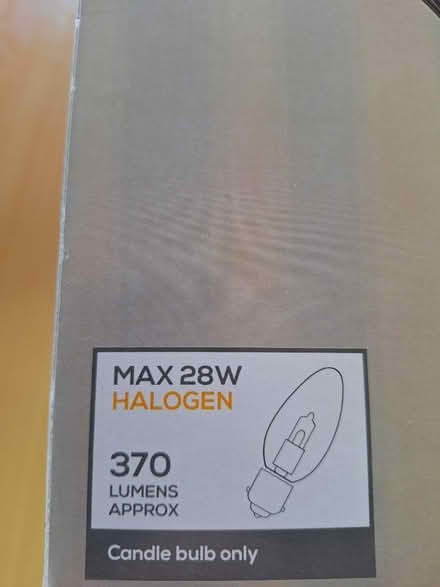 MAX 28W
HALOGEN
370
LUMENS
APPROX
Candle bulb only